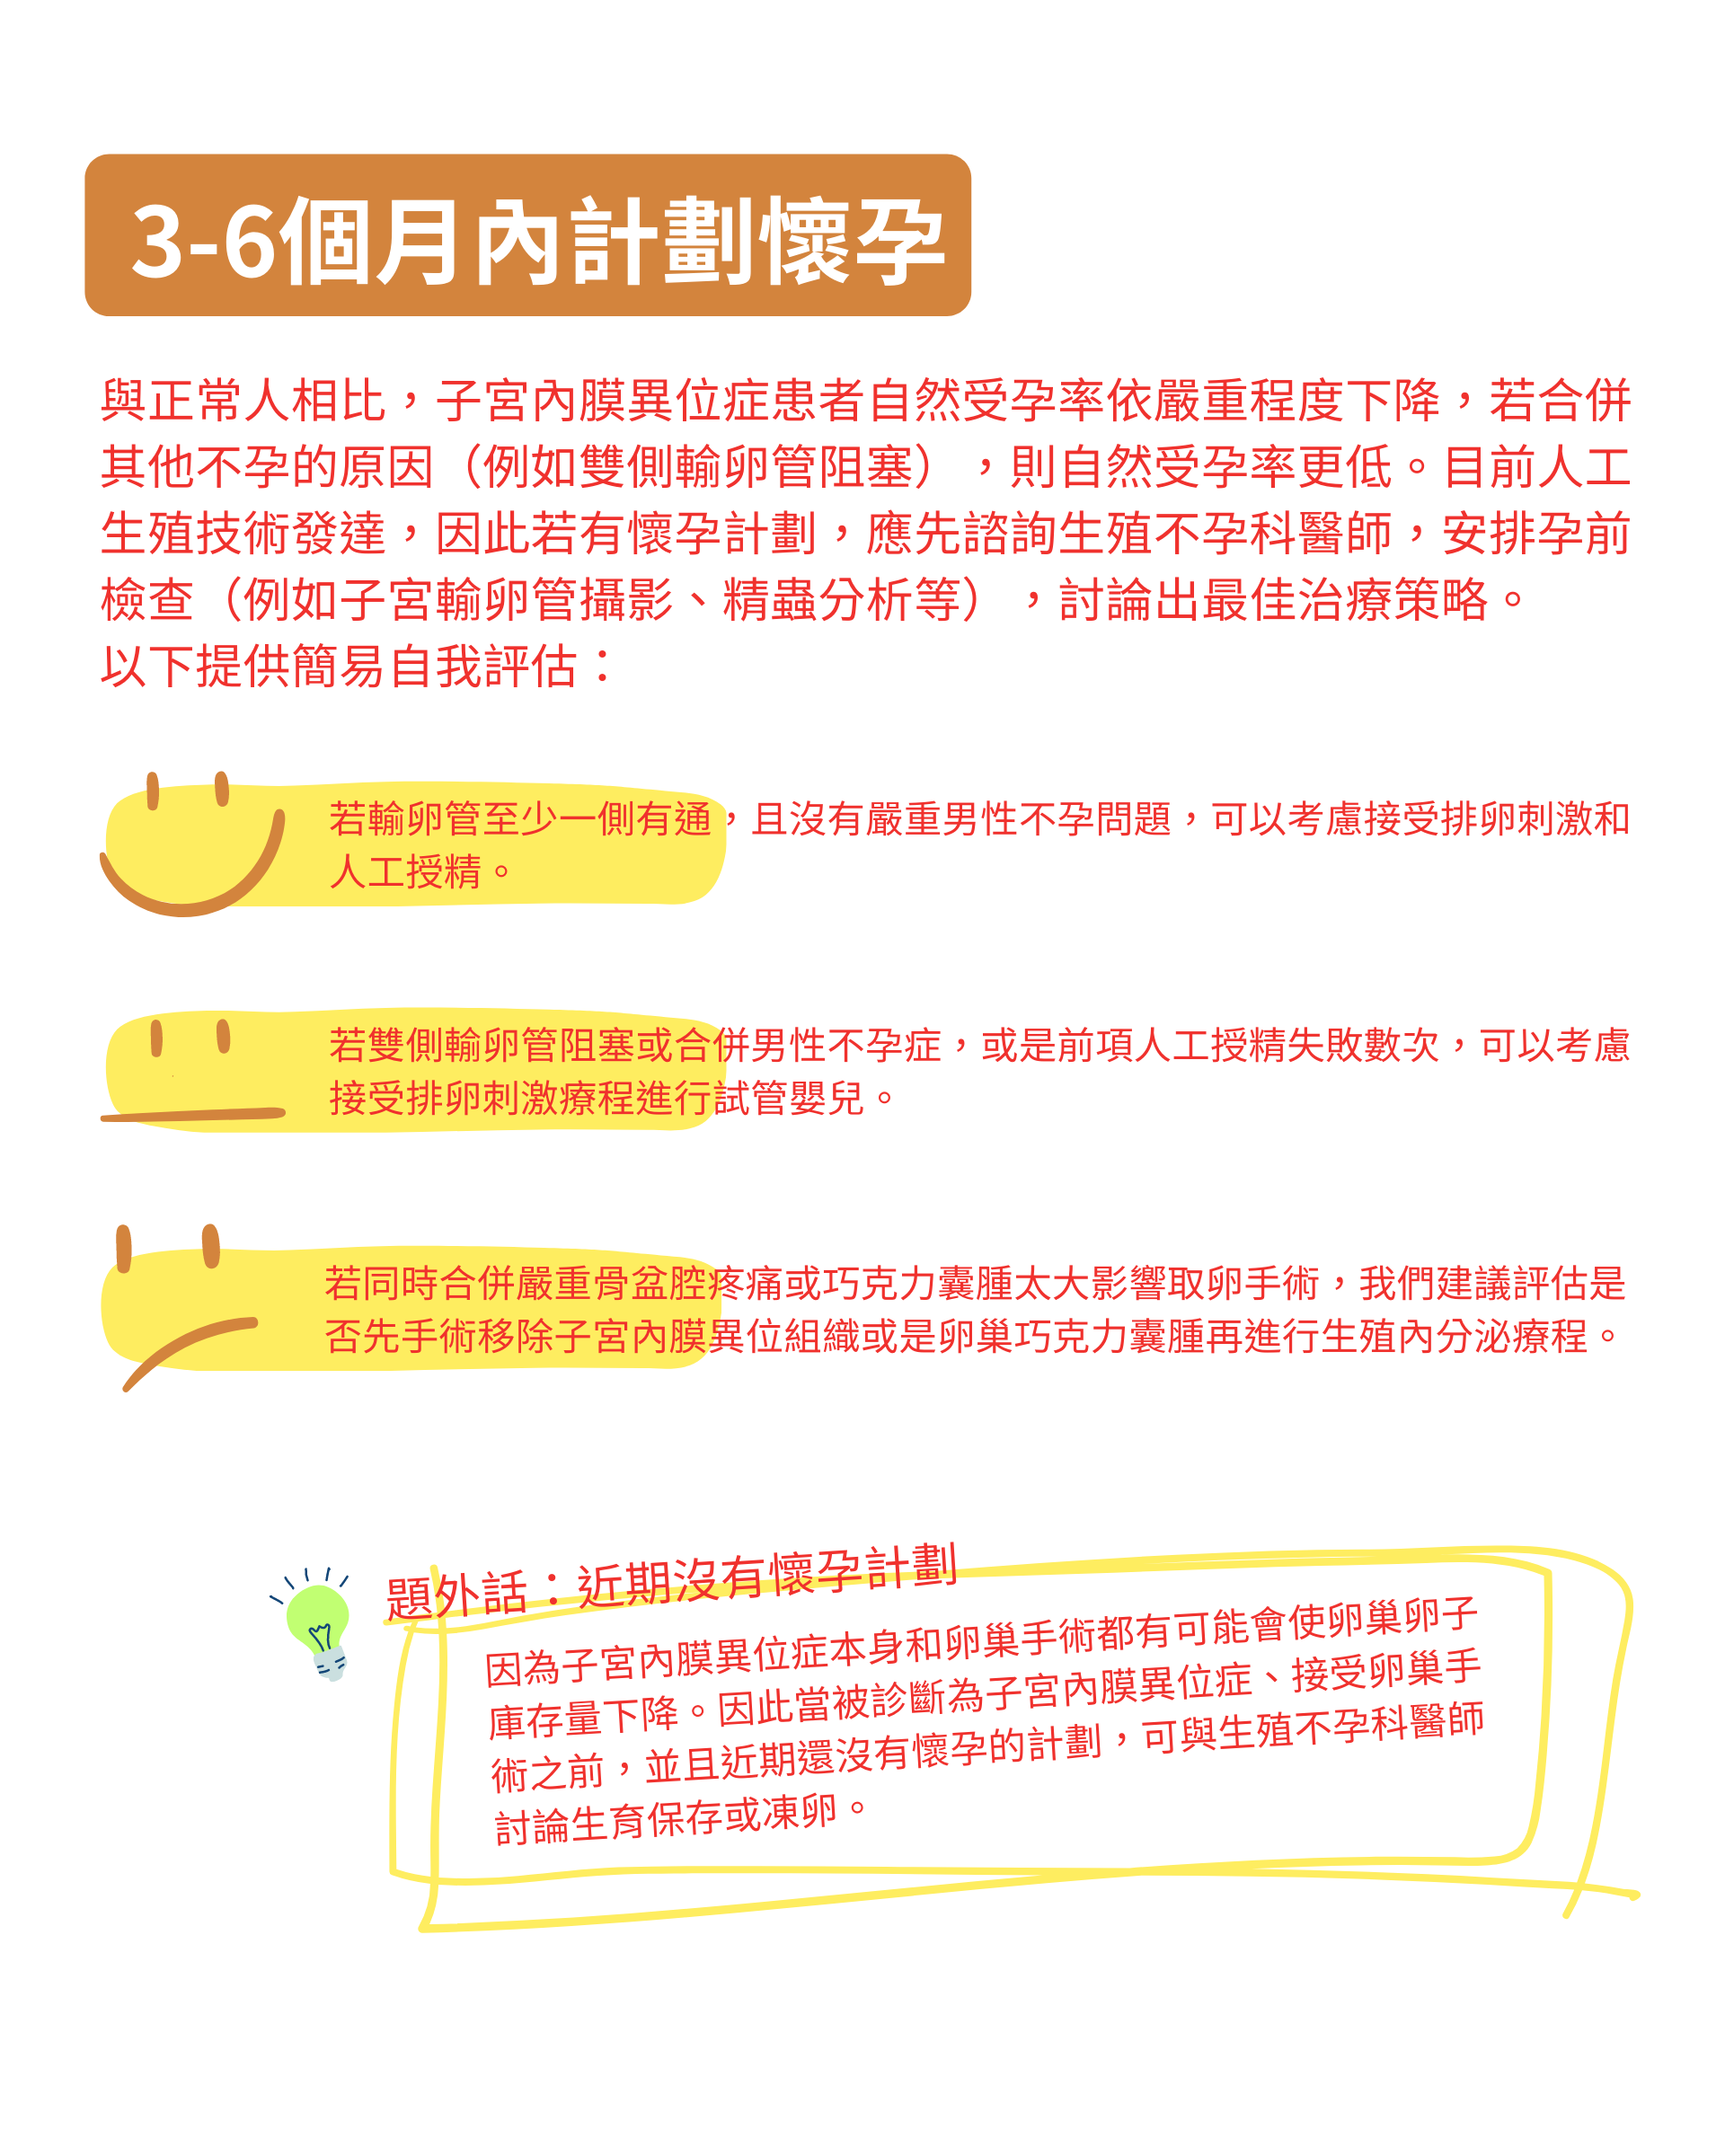 3-6個月內計劃懷孕
與正常人相比，子宮內膜異位症患者自然受孕率依嚴重程度下降，若合併
其他不孕的原因（例如雙側輸卵管阻塞），則自然受孕率更低。目前人工
生殖技術發達，因此若有懷孕計劃，應先諮詢生殖不孕科醫師，安排孕前
檢查（例如子宮輸卵管攝影、精蟲分析等），討論出最佳治療策略。
以下提供簡易自我評估：
若輸卵管至少一側有通，且沒有嚴重男性不孕問題，可以考慮接受排卵刺激和
人工授精。
若雙側輸卵管阻塞或合併男性不孕症，或是前項人工授精失敗數次，可以考慮
接受排卵刺激療程進行試管嬰兒。
若同時合併嚴重骨盆腔疼痛或巧克力囊腫太大影響取卵手術，我們建議評估是
否先手術移除子宮內膜異位組織或是卵巢巧克力囊腫再進行生殖內分泌療程。
題外話：近期沒有懷孕計劃
因為子宮內膜異位症本身和卵巢手術都有可能會使卵巢卵子
庫存量下降。因此當被診斷為子宮內膜異位症、接受卵巢手
術之前，並且近期還沒有懷孕的計劃，可與生殖不孕科醫師
討論生育保存或凍卵。